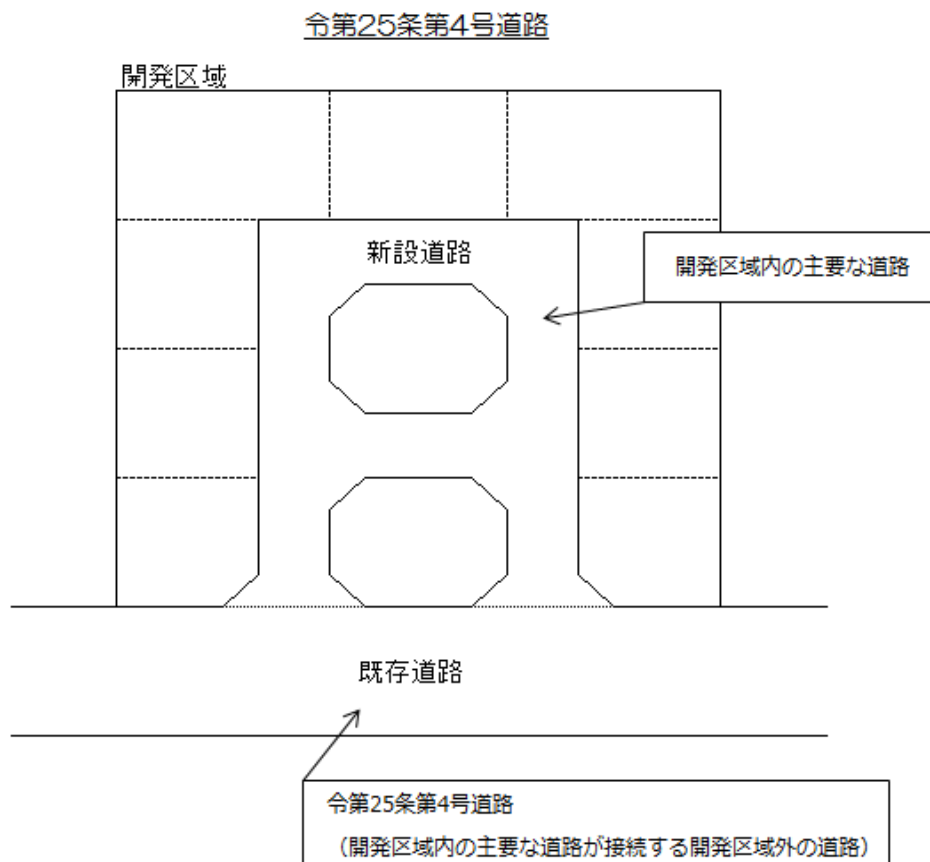 令第25条第4号道路
開発区域
新設道路
開発区域内の主要な道路
既存道路
令第25条第4号道路
（開発区域内の主要な道路が接続する開発区域外の道路）